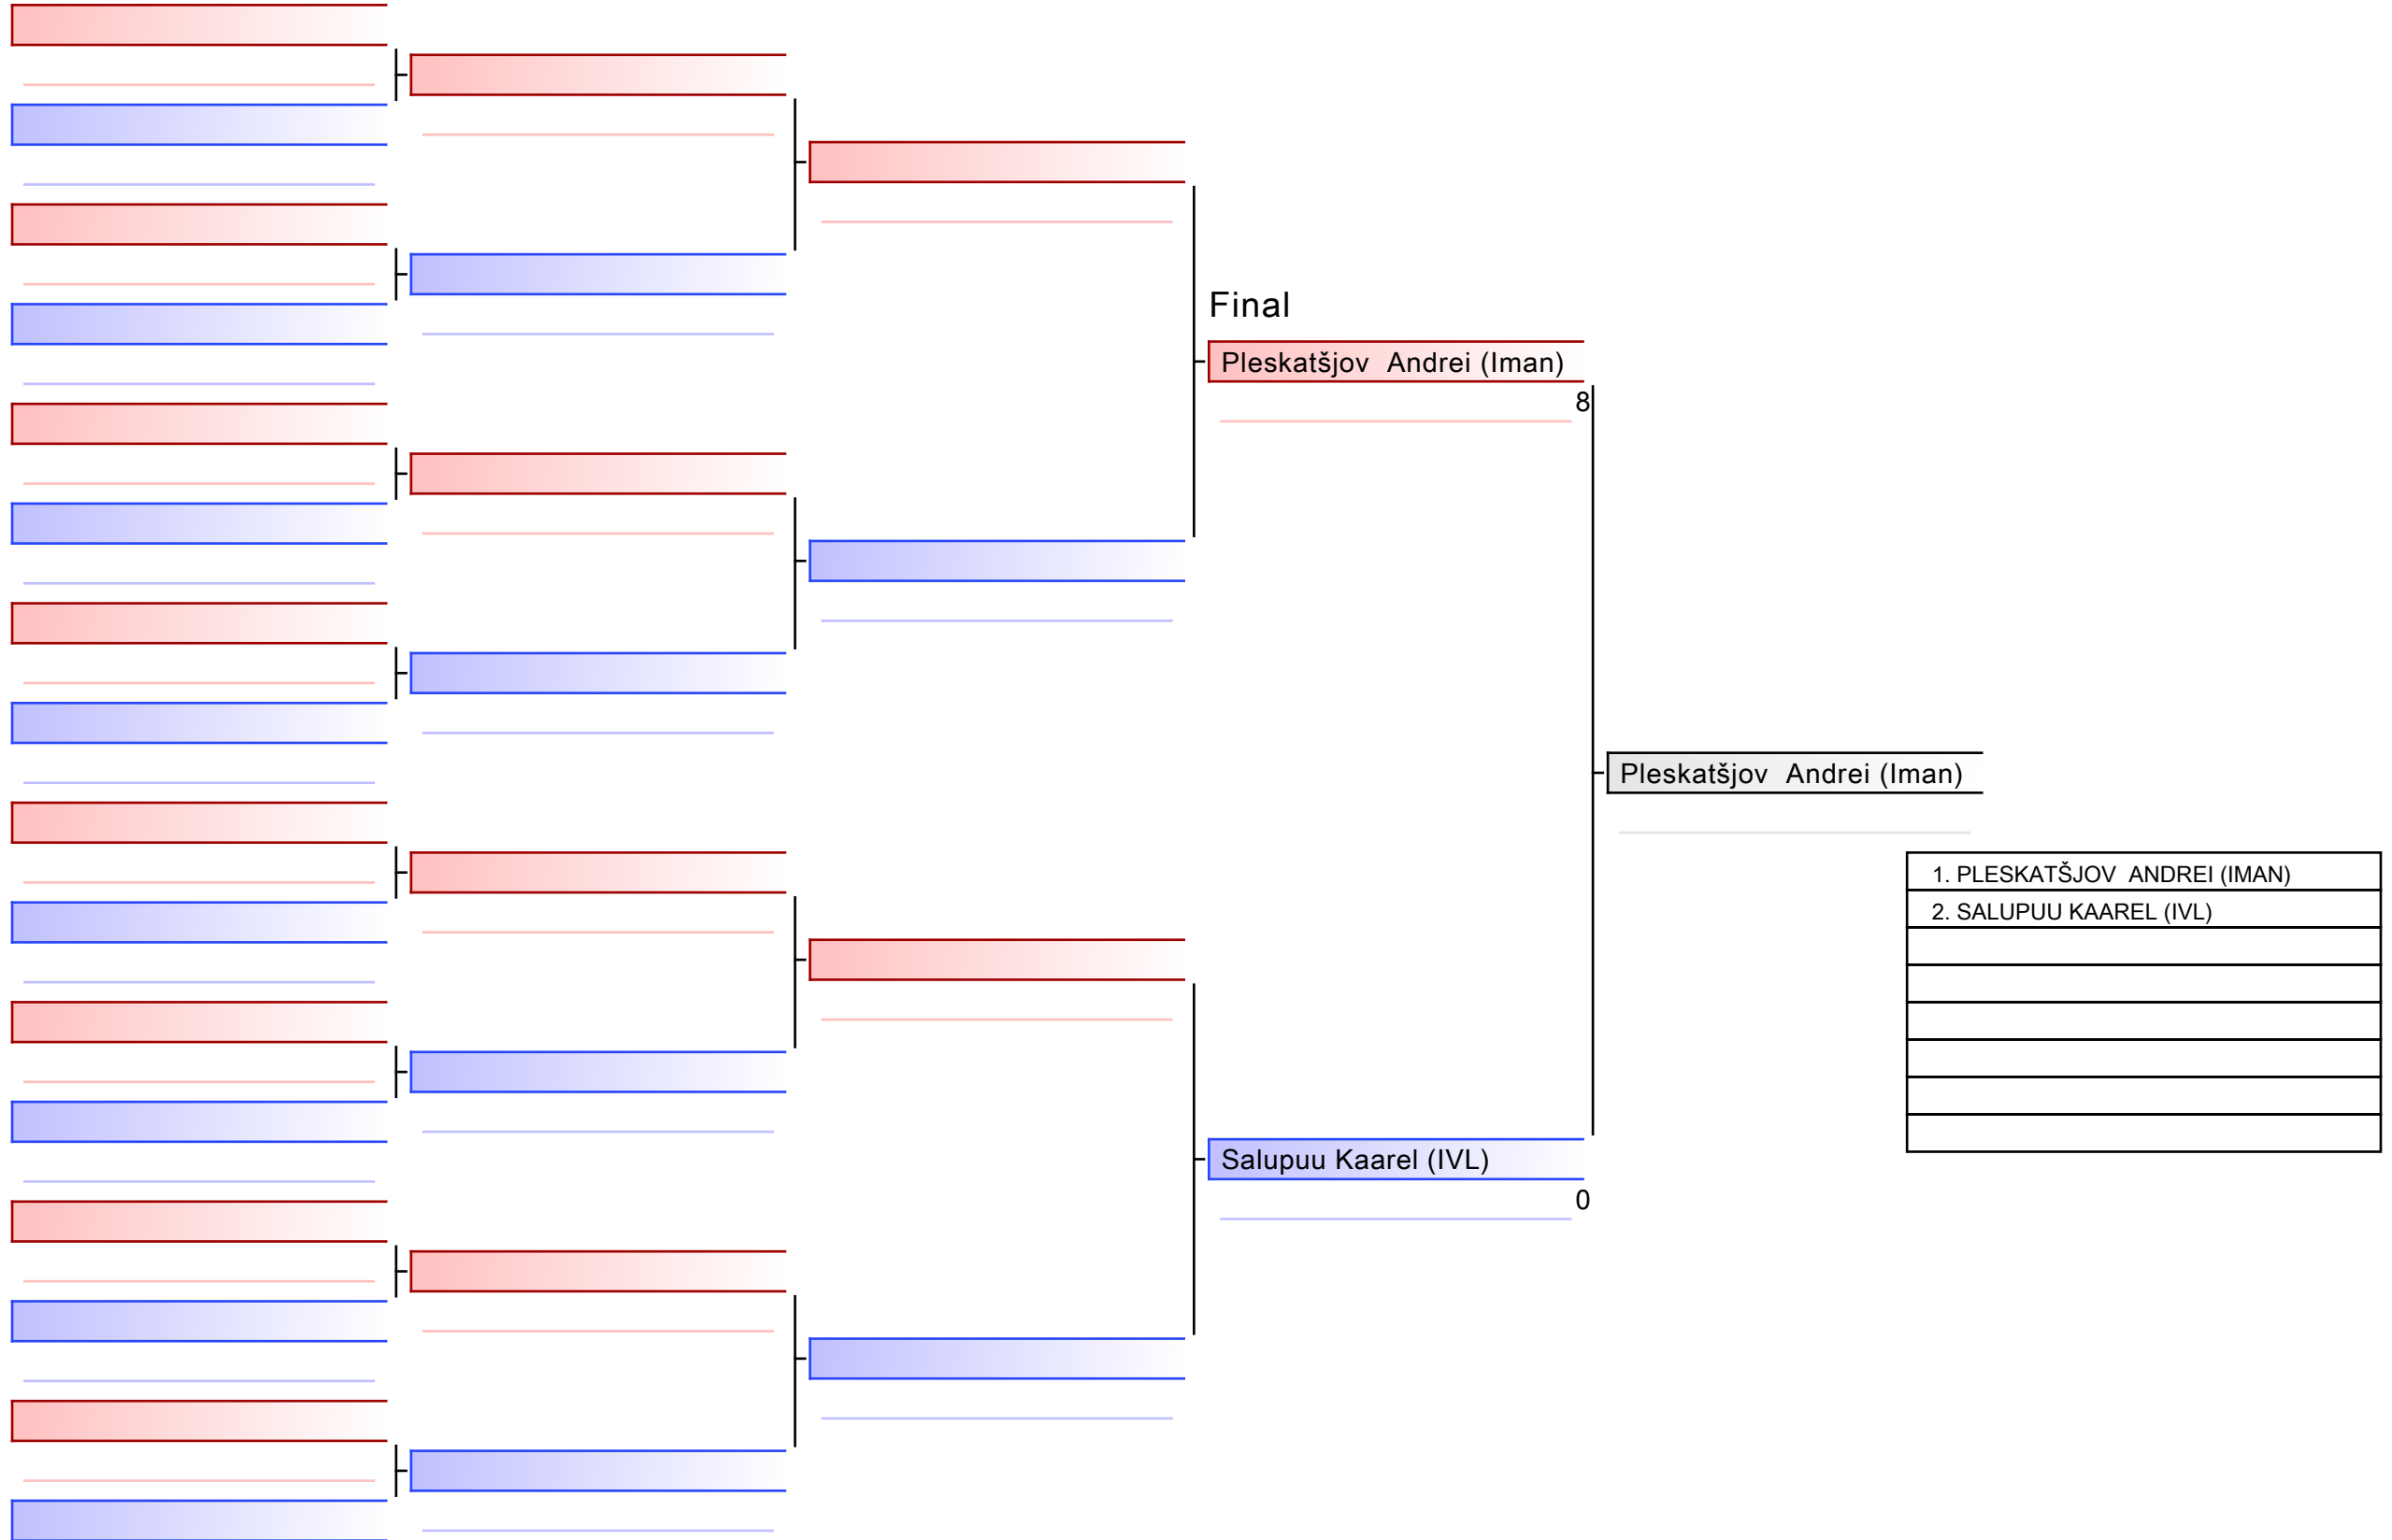 Final
Pleskatšjov  Andrei (Iman)
8
Pleskatšjov  Andrei (Iman)
1. PLESKATŠJOV  ANDREI (IMAN)
2. SALUPUU KAAREL (IVL)
Salupuu Kaarel (IVL)
0